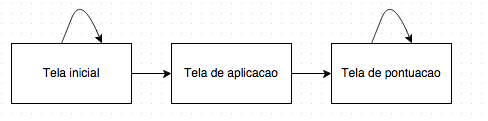 Tela inicial
Tela de aplicacao
Tela de pontuacao